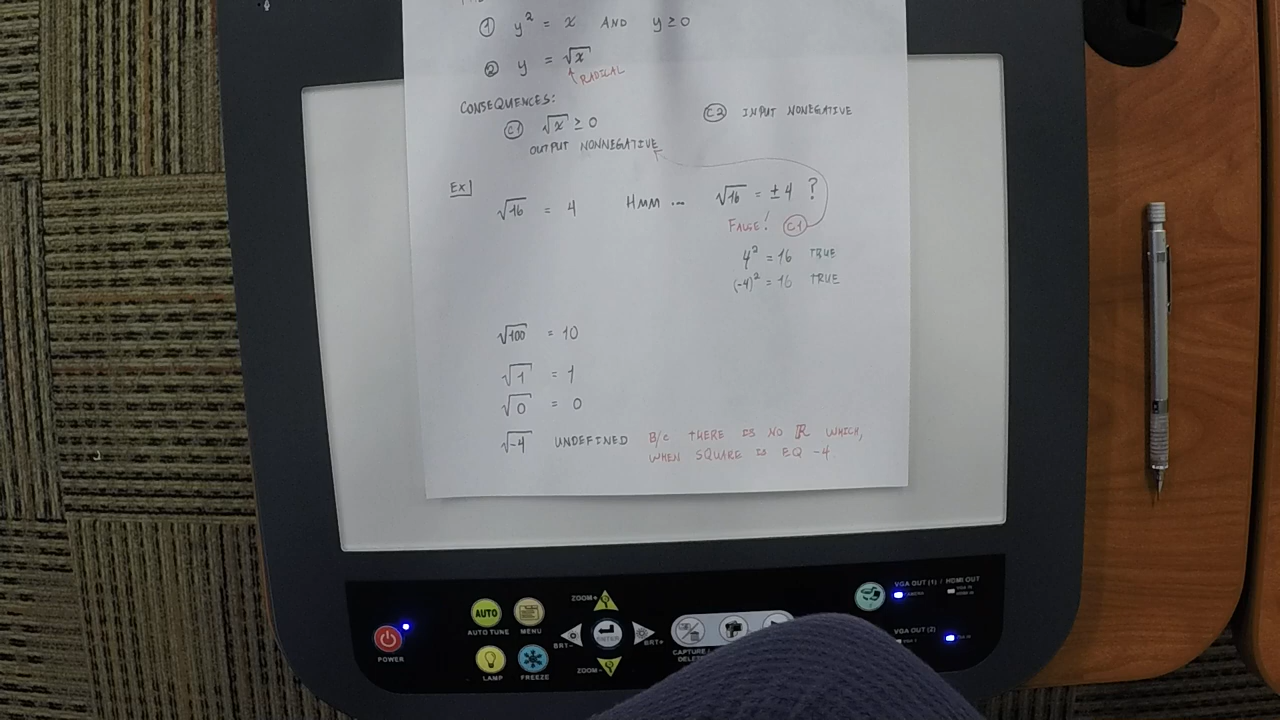 ① y² = x AND y ≥ 0
② y = √x
RADICAL
CONSEQUENCES:
C1 √x ≥ 0
OUTPUT NONNEGATIVE
C2 INPUT NONEGATIVE
Ex
√16 = 4 HMM ... √16 = ± 4 ?
FALSE! C1
4² = 16 TRUE
(-4)² = 16 TRUE
√100 = 10
√1 = 1
√0 = 0
√-4 UNDEFINED B/C THERE IS NO ℝ WHICH,
WHEN SQUARE IS EQ -4.
POWER
AUTO
AUTO TUNE
MENU
LAMP
FREEZE
ZOOM+
BRT-
ENTER
BRT+
ZOOM-
CAPTURE /
VGA OUT (1) / HDMI OUT
VGA OUT (2)